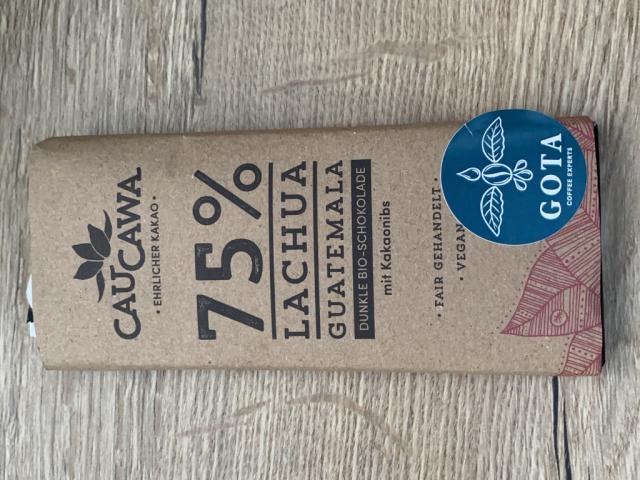 CAUCAWA
• EHRLICHER KAKAO •
75%
LACHUA
GUATEMALA
DUNKLE BIO-SCHOKOLADE
mit Kakaonibs
• FAIR GEHANDELT •
• VEGAN
GOTA
COFFEE EXPERTS